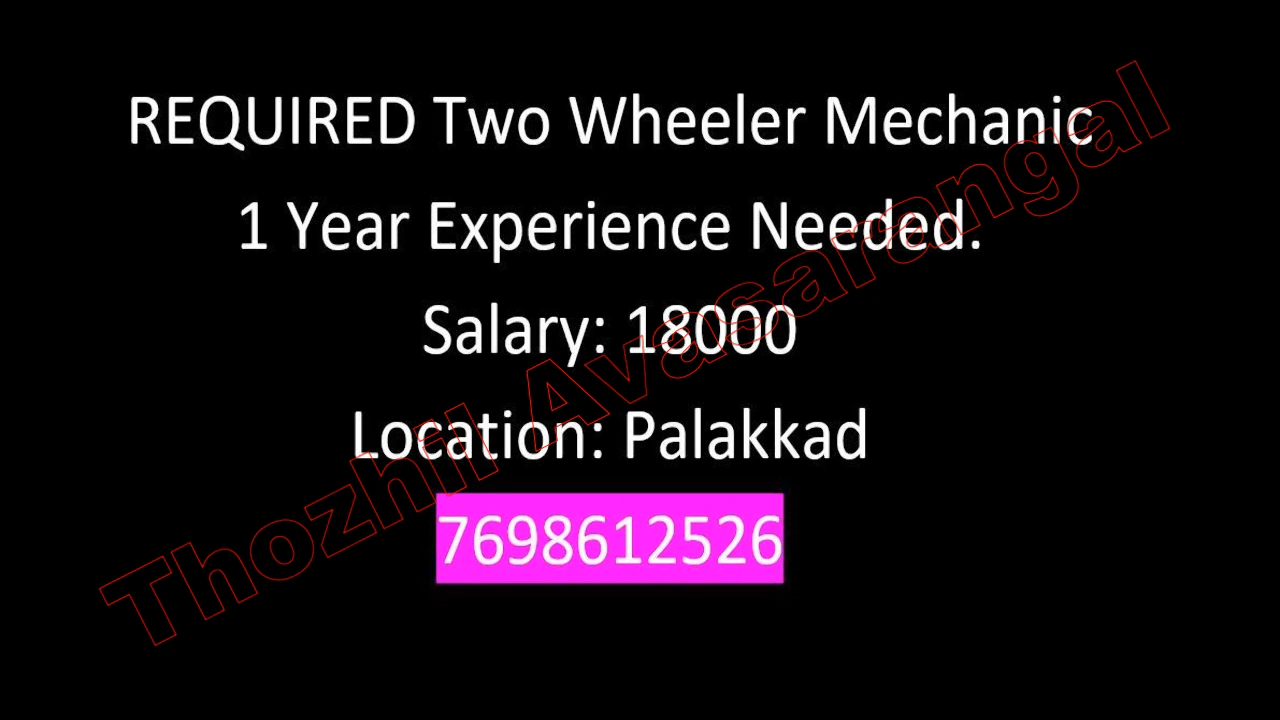 REQUIRED Two Wheeler Mechanic
1 Year Experience Needed.
Salary: 18000
Location: Palakkad
7698612526
Thozhil Avasarangal